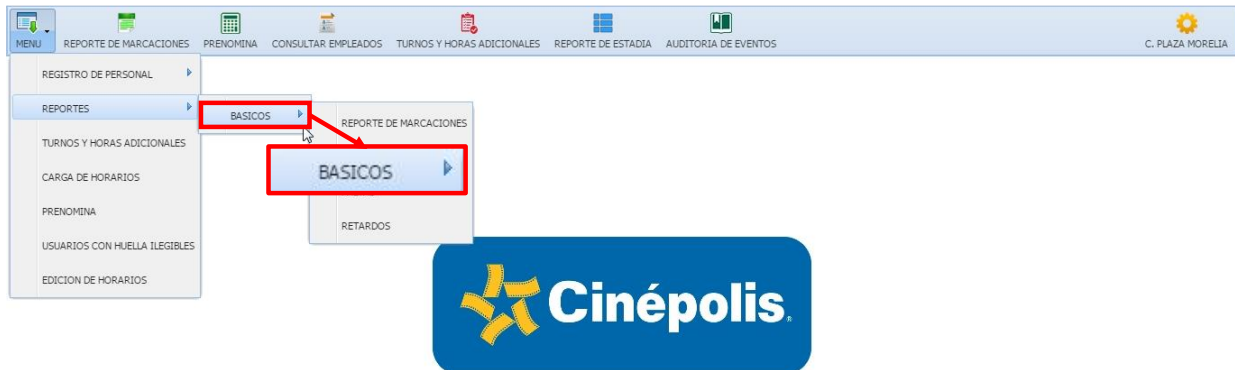 MENU
REPORTE DE MARCACIONES
PRENOMINA
CONSULTAR EMPLEADOS
TURNOS Y HORAS ADICIONALES
REPORTE DE ESTADIA
AUDITORIA DE EVENTOS
C. PLAZA MORELIA
REGISTRO DE PERSONAL
REPORTES
TURNOS Y HORAS ADICIONALES
CARGA DE HORARIOS
PRENOMINA
USUARIOS CON HUELLA ILEGIBLES
EDICION DE HORARIOS
BASICOS
REPORTE DE MARCACIONES
BASICOS
RETARDOS
Cinépolis.